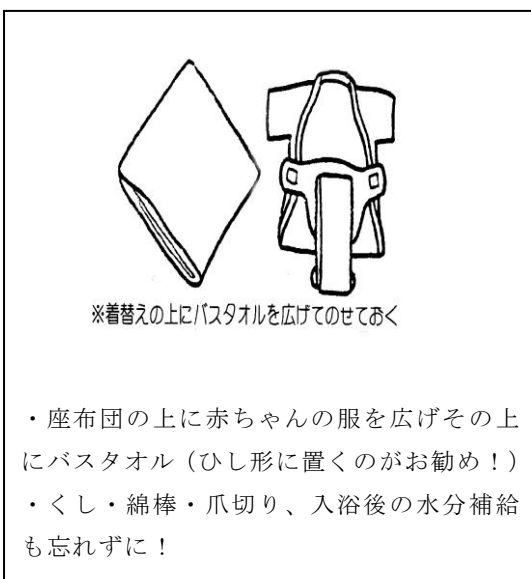 ※着替えの上にバスタオルを広げてのせておく
・座布団の上に赤ちゃんの服を広げその上
にバスタオル（ひし形に置くのがお勧め！）
・くし・綿棒・爪切り、入浴後の水分補給
も忘れずに！